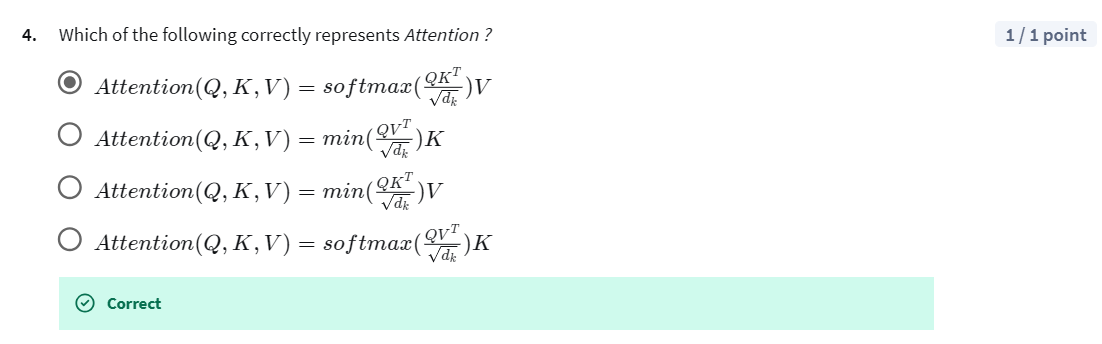 4. Which of the following correctly represents Attention ? 1 / 1 point
Attention(Q, K, V) = softmax(QK^T/√d_k)V
Attention(Q, K, V) = min(QV^T/√d_k)K
Attention(Q, K, V) = min(QK^T/√d_k)V
Attention(Q, K, V) = softmax(QV^T/√d_k)K
Correct